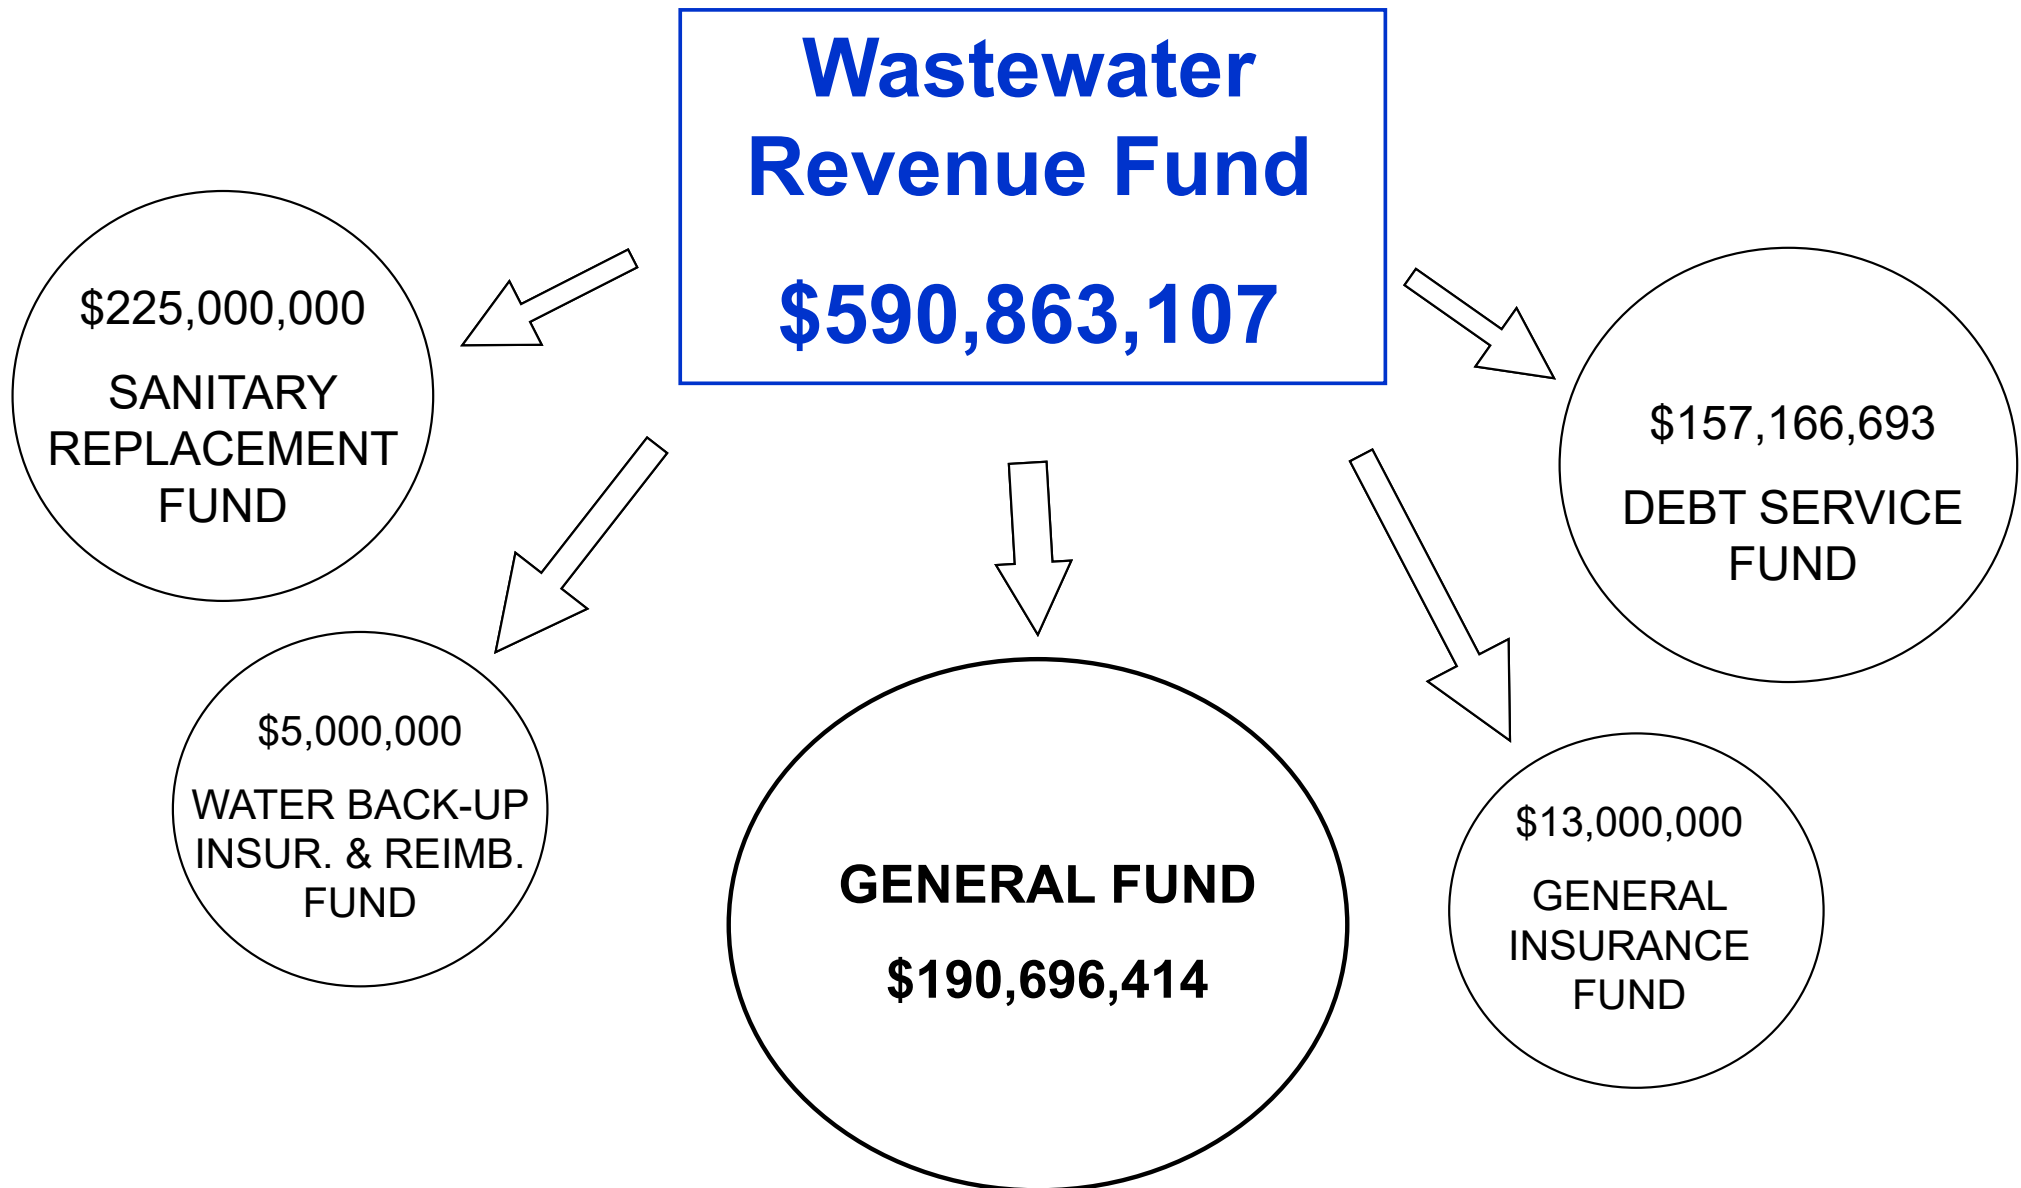 Wastewater
Revenue Fund
$590,863,107
$225,000,000
SANITARY
REPLACEMENT
FUND
$157,166,693
DEBT SERVICE
FUND
$5,000,000
WATER BACK-UP
INSUR. & REIMB.
FUND
GENERAL FUND
$190,696,414
$13,000,000
GENERAL
INSURANCE
FUND